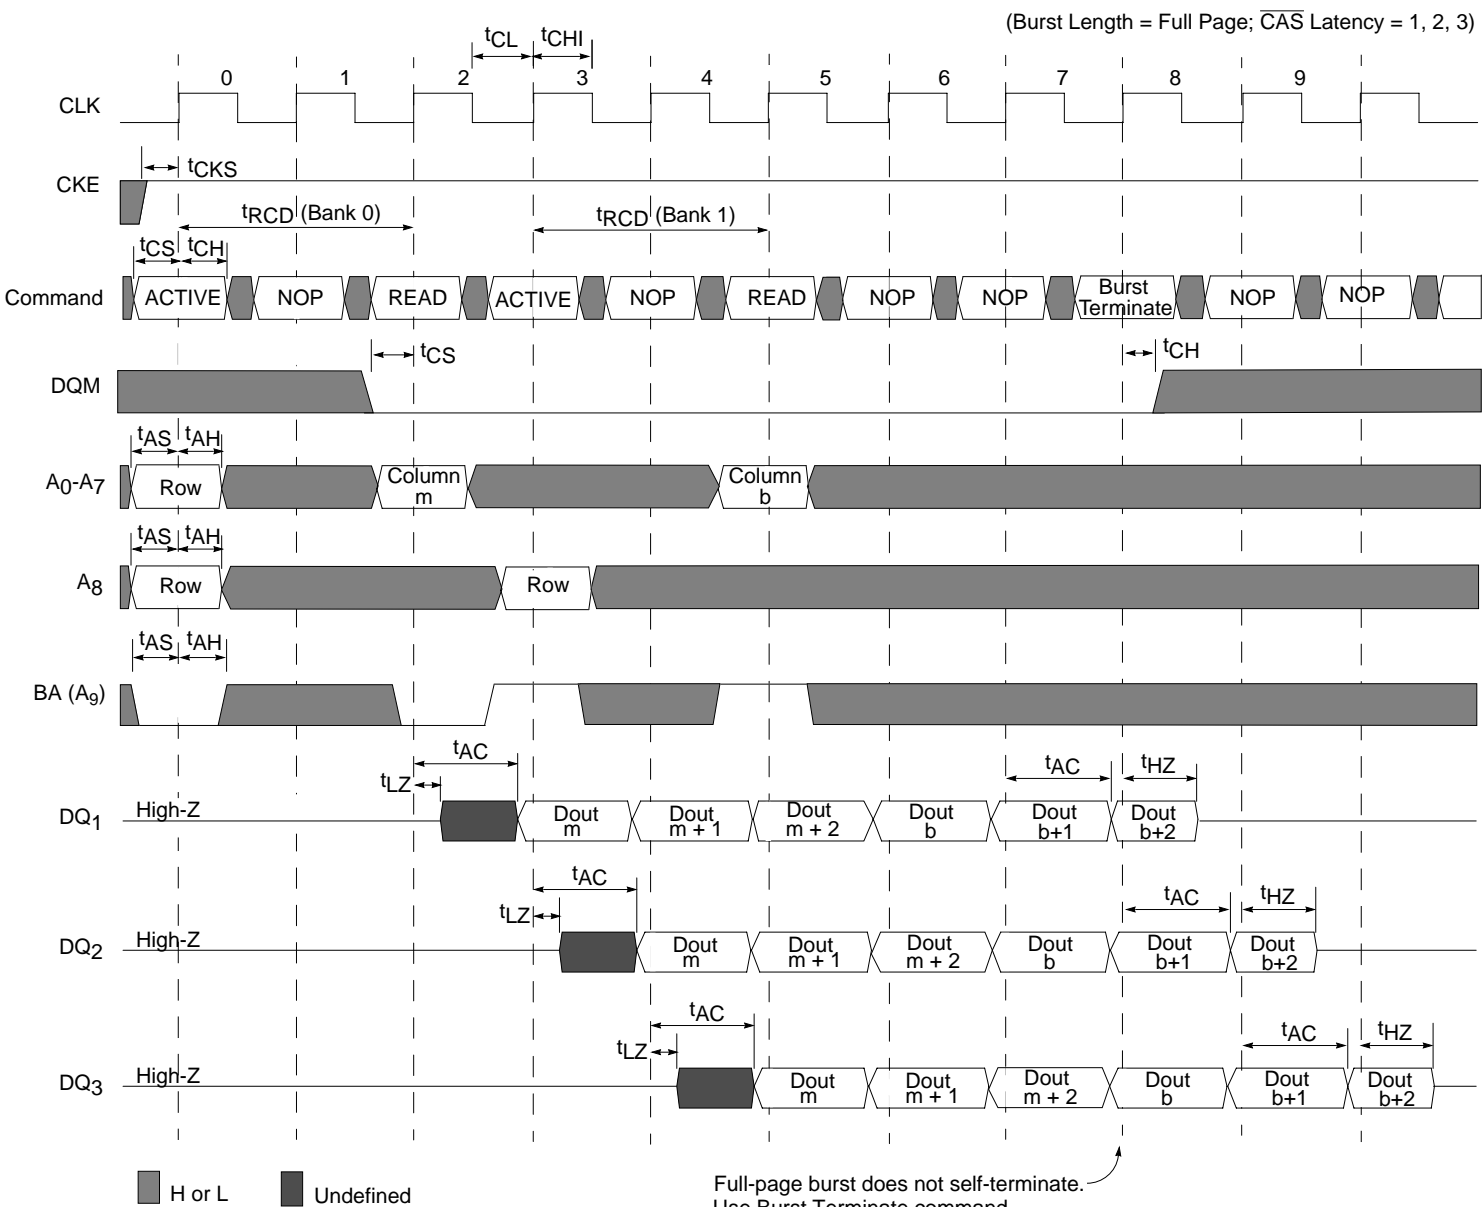 (Burst Length = Full Page; CAS Latency = 1, 2, 3)
tCL tCHI
0 1 2 3 4 5 6 7 8 9
CLK
tCKS
CKE
tRCD (Bank 0) tRCD (Bank 1)
tCS tCH
Command ACTIVE NOP READ ACTIVE NOP READ NOP NOP Burst Terminate NOP NOP
tCS tCH
DQM
tAS tAH
A0-A7 Row Column m Column b
tAS tAH
A8 Row Row
tAS tAH
BA (A9)
tAC tLZ tAC tHZ
DQ1 High-Z Dout m Dout m + 1 Dout m + 2 Dout b Dout b+1 Dout b+2
tAC tLZ tAC tHZ
DQ2 High-Z Dout m Dout m + 1 Dout m + 2 Dout b Dout b+1 Dout b+2
tAC tLZ tAC tHZ
DQ3 High-Z Dout m Dout m + 1 Dout m + 2 Dout b Dout b+1 Dout b+2
H or L Undefined
Full-page burst does not self-terminate.
Use Burst Terminate command